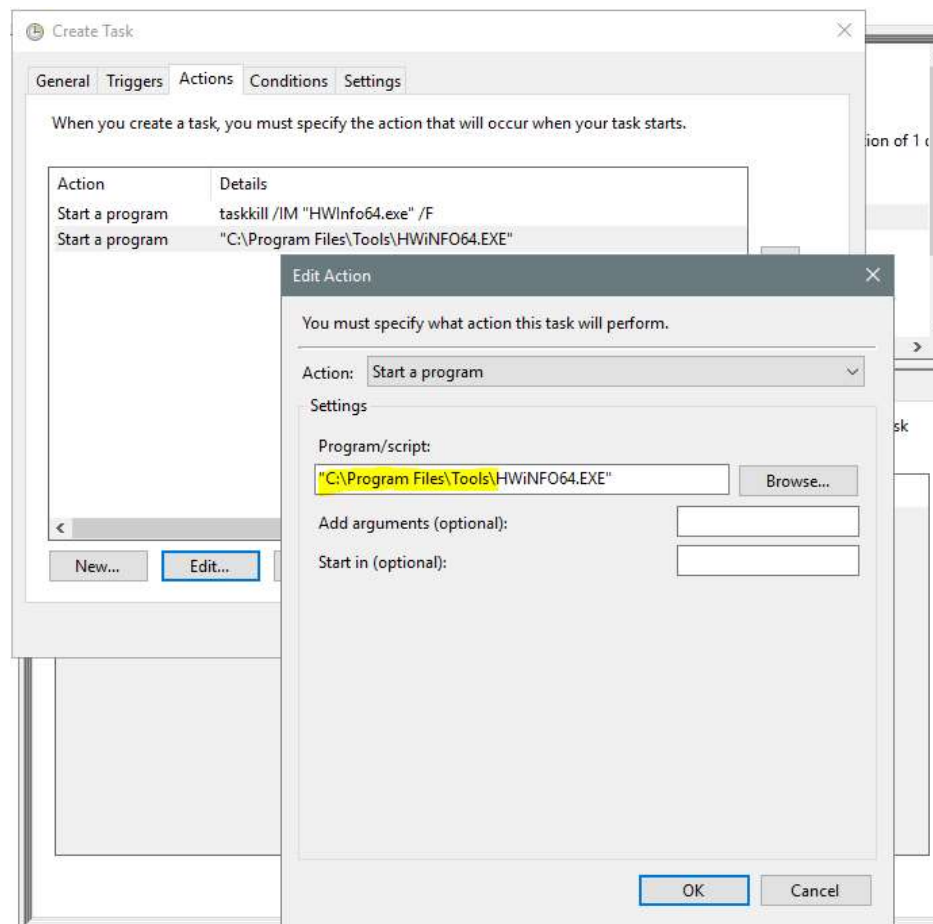 Create Task
General Triggers Actions Conditions Settings
When you create a task, you must specify the action that will occur when your task starts.
ion of 1
Action Details
Start a program taskkill /IM "HWInfo64.exe" /F
Start a program "C:\Program Files\Tools\HWiNFO64.EXE"
Edit Action
You must specify what action this task will perform.
Action: Start a program
Settings
sk
Program/script:
"C:\Program Files\Tools\HWiNFO64.EXE" Browse...
Add arguments (optional):
Start in (optional):
New... Edit...
OK Cancel